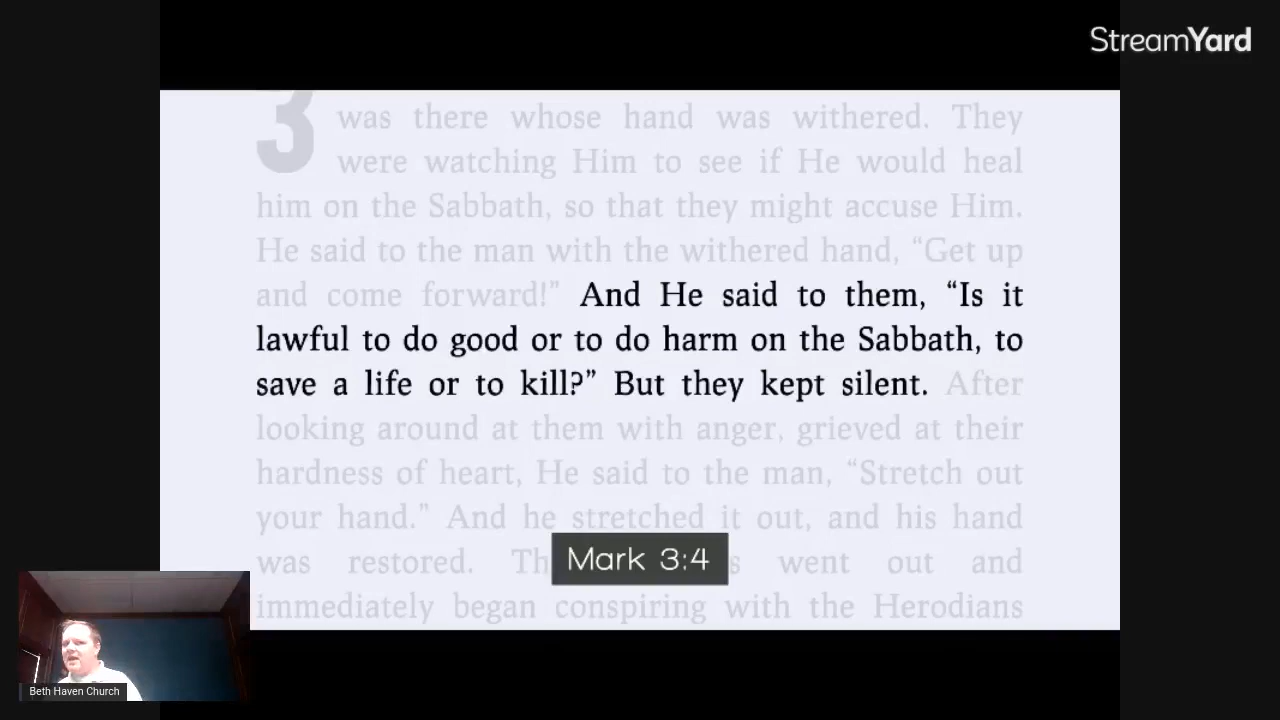 StreamYard
3 was there whose hand was withered. They
were watching Him to see if He would heal
him on the Sabbath, so that they might accuse Him.
He said to the man with the withered hand, “Get up
and come forward!” And He said to them, “Is it
lawful to do good or to do harm on the Sabbath, to
save a life or to kill?” But they kept silent. After
looking around at them with anger, grieved at their
hardness of heart, He said to the man, “Stretch out
your hand.” And he stretched it out, and his hand
was restored. went out and
Mark 3:4
immediately began conspiring with the Herodians
Beth Haven Church